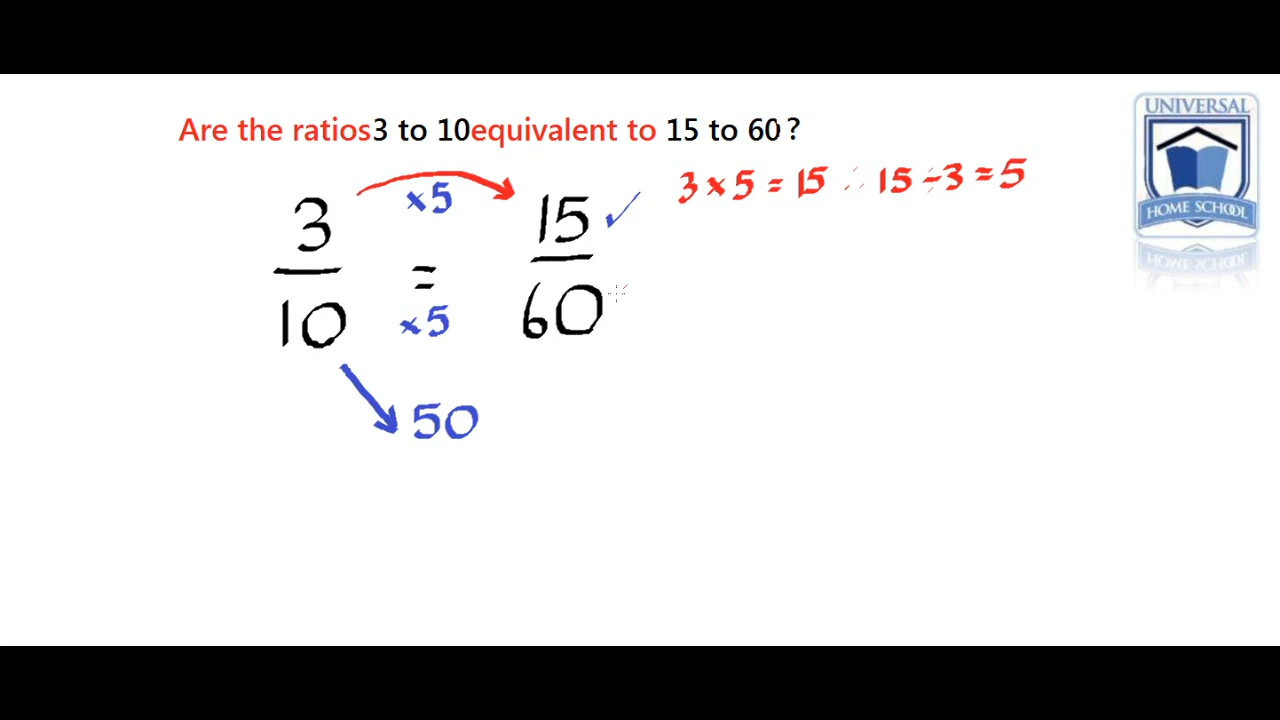 Are the ratios3 to 10equivalent to 15 to 60?
3 × 5 = 15 ∴ 15 ÷ 3 = 5
×5
3
15 ✓
=
10
×5
60
50
UNIVERSAL
HOME SCHOOL